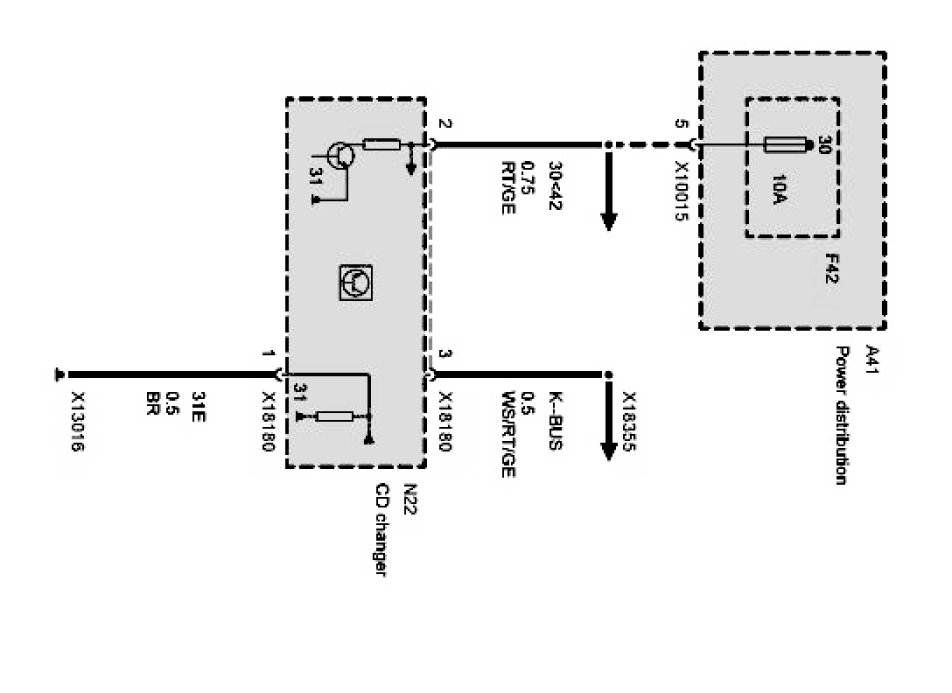 A41
Power distribution
30
10A
F42
5
X10015
30<42
0.75
RT/GE
2
X18355
K--BUS
0.5
WS/RT/GE
3
X18180
N22
CD changer
31
31
1
X18180
31E
0.5
BR
X13016